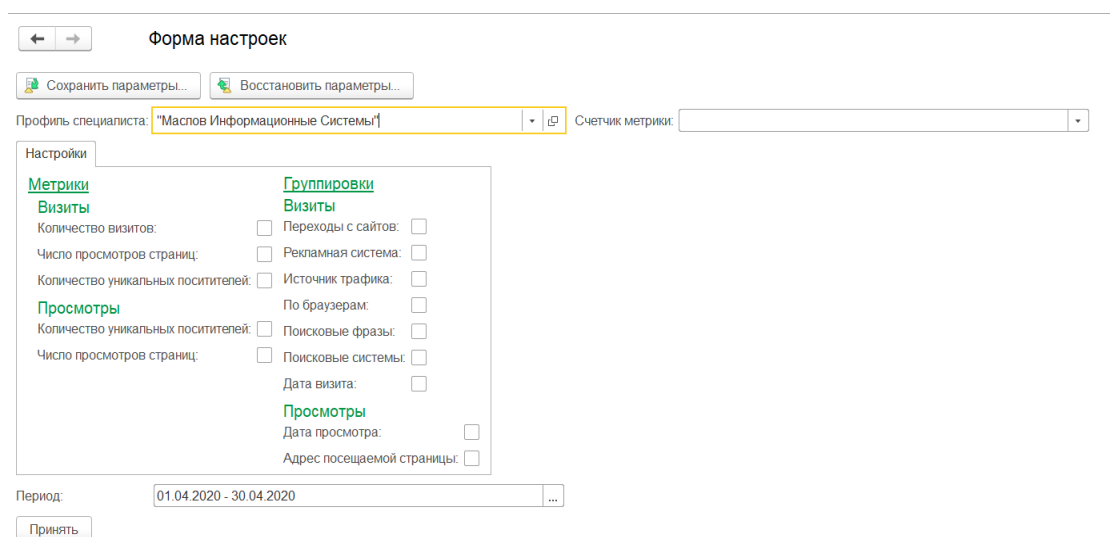 Форма настроек
Сохранить параметры... Восстановить параметры...
Профиль специалиста: "Маслов Информационные Системы" Счетчик метрики:
Настройки
Метрики Группировки
Визиты Визиты
Количество визитов: Переходы с сайтов:
Число просмотров страниц: Рекламная система:
Количество уникальных поситителей: Источник трафика:
Просмотры По браузерам:
Количество уникальных поситителей: Поисковые фразы:
Число просмотров страниц: Поисковые системы:
Дата визита:
Просмотры
Дата просмотра:
Адрес посещаемой страницы:
Период: 01.04.2020 - 30.04.2020 ...
Принять